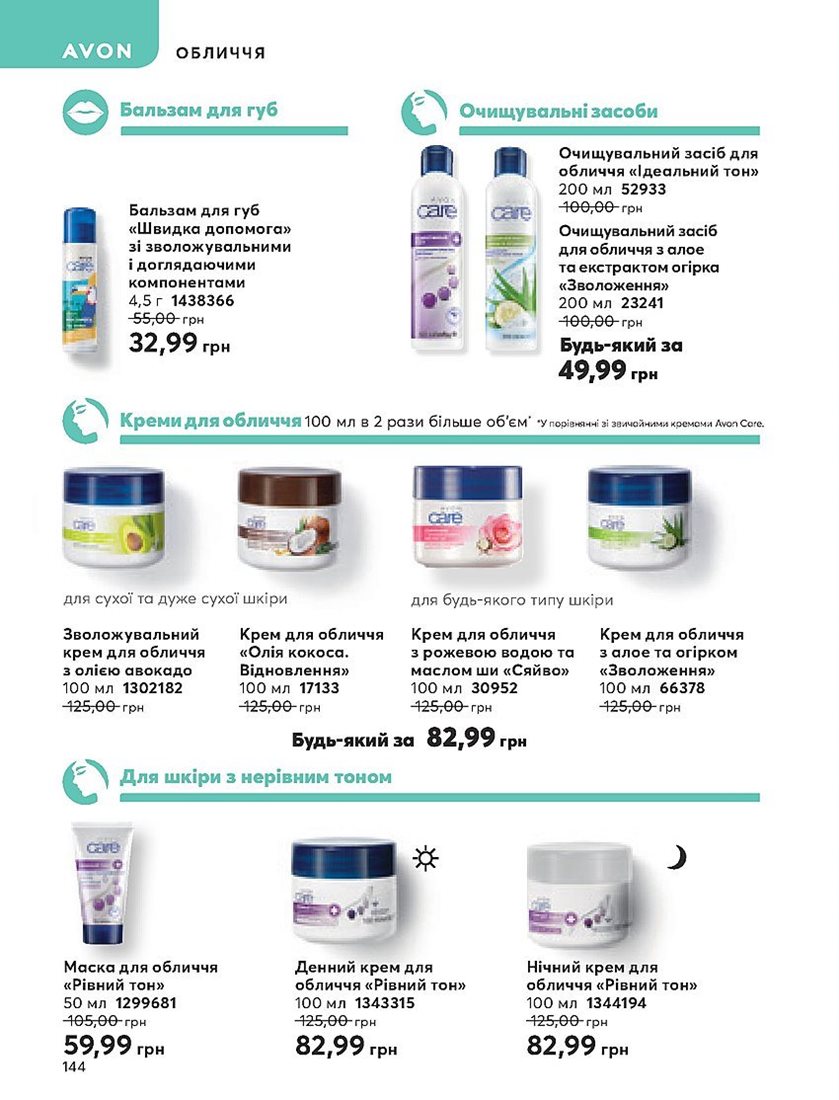 AVON
ОБЛИЧЧЯ
Бальзам для губ
Бальзам для губ
«Швидка допомога»
зі зволожувальними
і доглядаючими
компонентами
4,5 г 1438366
55,00 грн
32,99 грн
Очищувальні засоби
care
care
Очищувальний засіб для
обличчя «Ідеальний тон»
200 мл 52933
100,00 грн
Очищувальний засіб
для обличчя з алое
та екстрактом огірка
«Зволоження»
200 мл 23241
100,00 грн
Будь-який за
49,99 грн
Креми для обличчя 100 мл в 2 рази більше об'єм* *У порівнянні зі звичайними кремами Avon Care.
care
care
care
care
для сухої та дуже сухої шкіри
для будь-якого типу шкіри
Зволожувальний
крем для обличчя
з олією авокадо
100 мл 1302182
125,00 грн
Крем для обличчя
«Олія кокоса.
Відновлення»
100 мл 17133
125,00 грн
Крем для обличчя
з рожевою водою та
маслом ши «Сяйво»
100 мл 30952
125,00 грн
Крем для обличчя
з алое та огірком
«Зволоження»
100 мл 66378
125,00 грн
Будь-який за 82,99 грн
Для шкіри з нерівним тоном
care
care
care
Маска для обличчя
«Рівний тон»
50 мл 1299681
105,00 грн
59,99 грн
Денний крем для
обличчя «Рівний тон»
100 мл 1343315
125,00 грн
82,99 грн
Нічний крем для
обличчя «Рівний тон»
100 мл 1344194
125,00 грн
82,99 грн
144